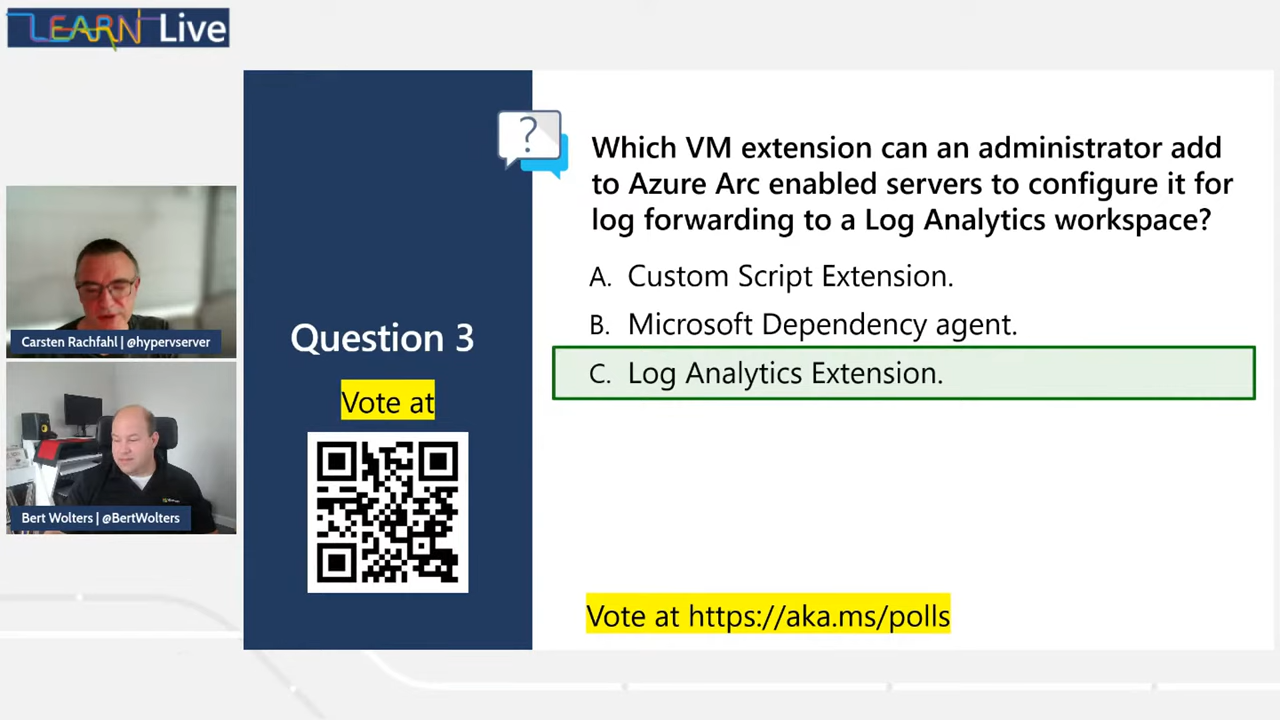 LEARN Live
Which VM extension can an administrator add
to Azure Arc enabled servers to configure it for
log forwarding to a Log Analytics workspace?
A. Custom Script Extension.
B. Microsoft Dependency agent.
C. Log Analytics Extension.
Question 3
Vote at
Carsten Rachfahl | @hypervserver
Bert Wolters | @BertWolters
Vote at https://aka.ms/polls